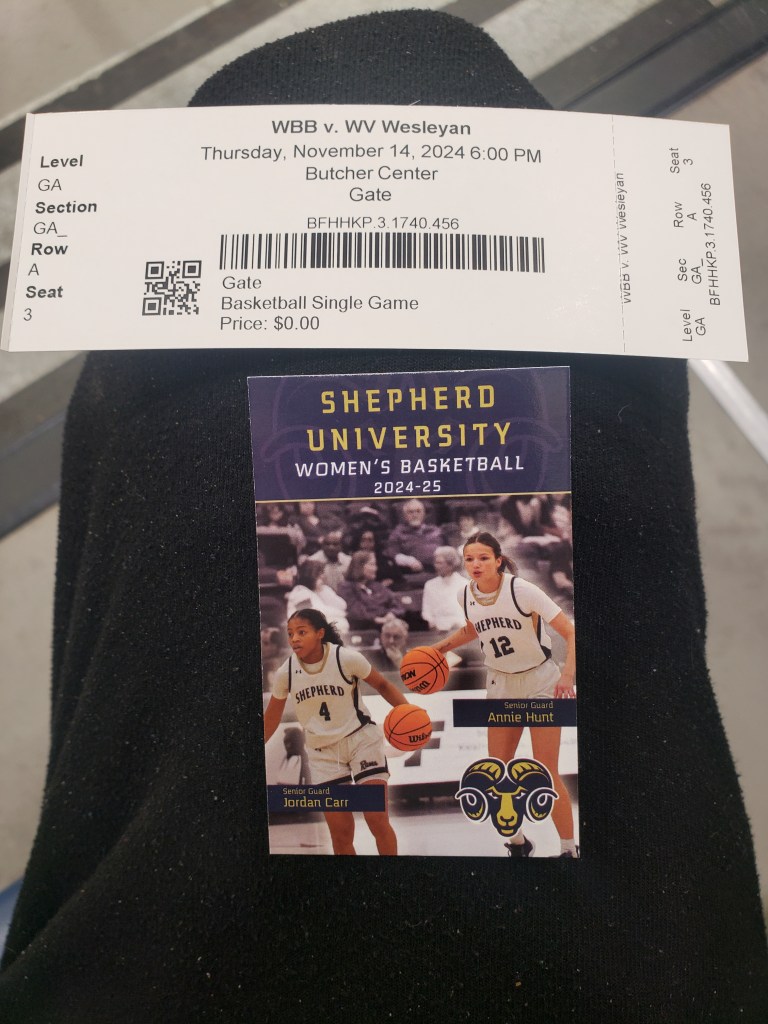 WBB v. WV Wesleyan
Thursday, November 14, 2024 6:00 PM
Butcher Center
Gate
BFHHKP.3.1740.456
Gate
Basketball Single Game
Price: $0.00
Level
GA
Section
GA_
Row
A
Seat
3
WBB v. WV Wesleyan
Level
GA
Sec
GA_
Row
A
Seat
3
BFHHKP.3.1740.456
SHEPHERD
UNIVERSITY
WOMEN'S BASKETBALL
2024-25
SHEPHERD
12
SHEPHERD
4
Senior Guard
Annie Hunt
Senior Guard
Jordan Carr